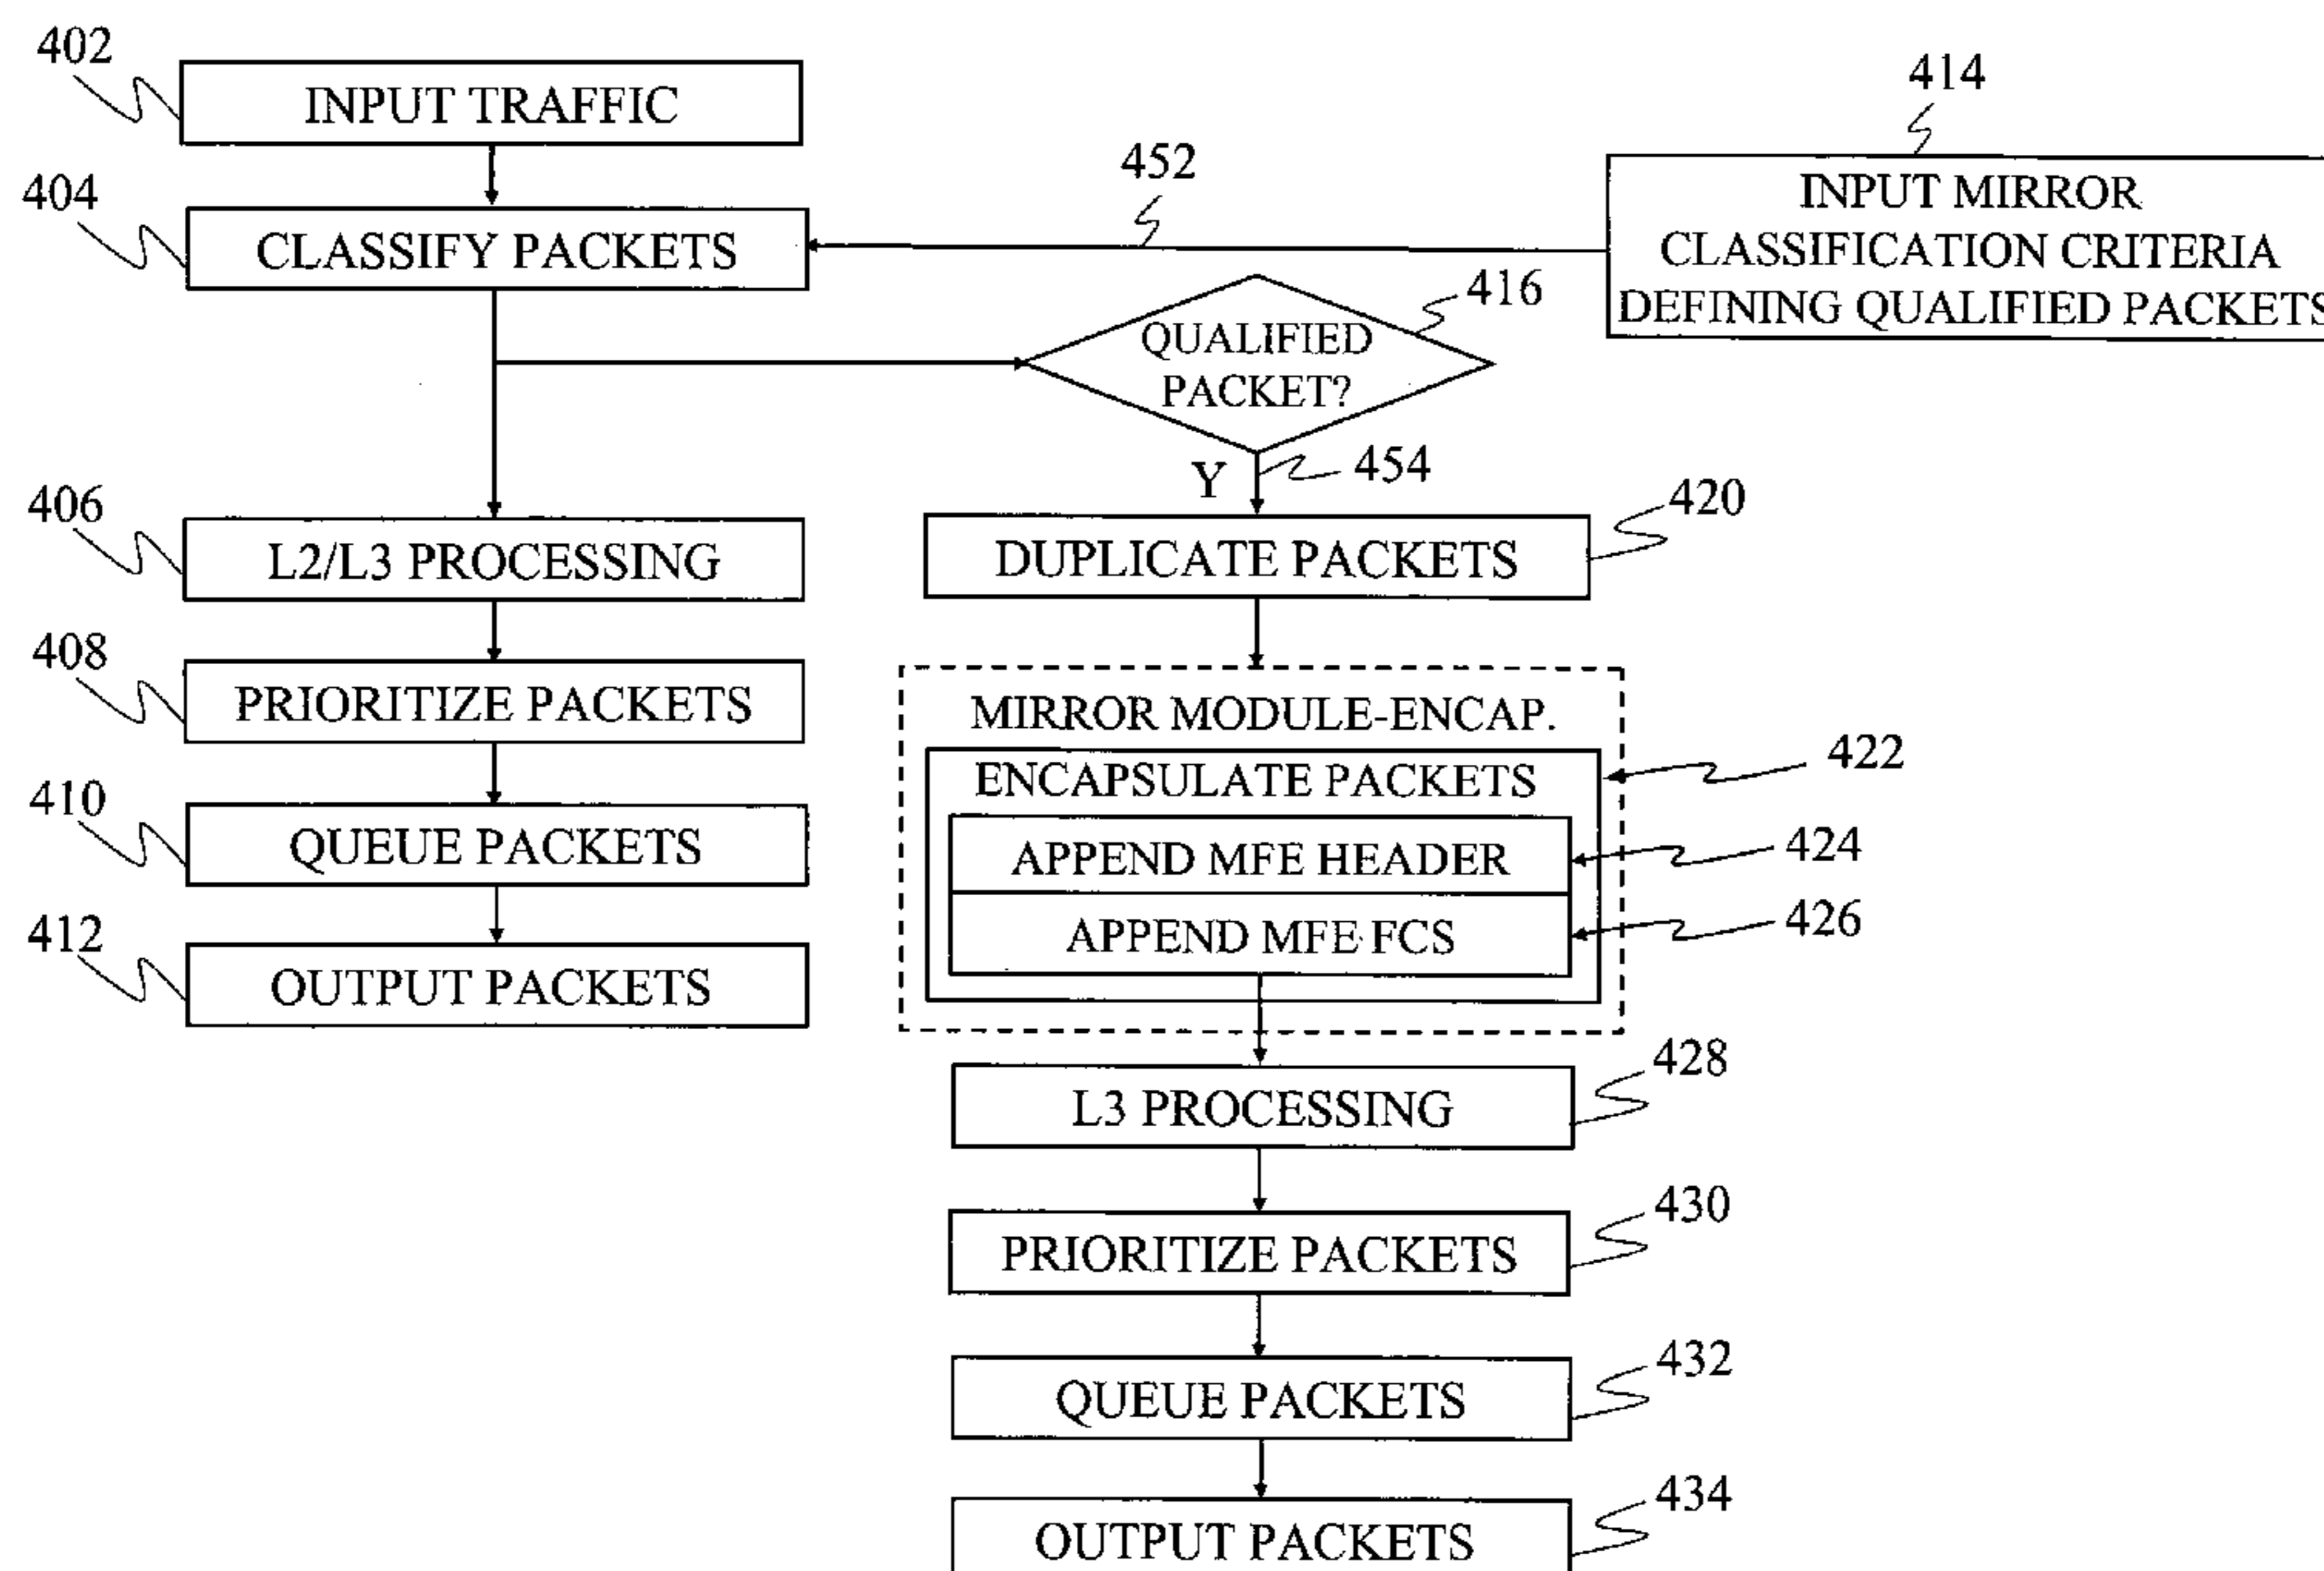 402
INPUT TRAFFIC
414
452
404
CLASSIFY PACKETS
INPUT MIRROR
CLASSIFICATION CRITERIA
DEFINING QUALIFIED PACKETS
416
QUALIFIED
PACKET?
454
Y
406
L2/L3 PROCESSING
420
DUPLICATE PACKETS
408
PRIORITIZE PACKETS
MIRROR MODULE-ENCAP.
422
ENCAPSULATE PACKETS
410
QUEUE PACKETS
424
APPEND MFE HEADER
426
APPEND MFE FCS
412
OUTPUT PACKETS
428
L3 PROCESSING
430
PRIORITIZE PACKETS
432
QUEUE PACKETS
434
OUTPUT PACKETS